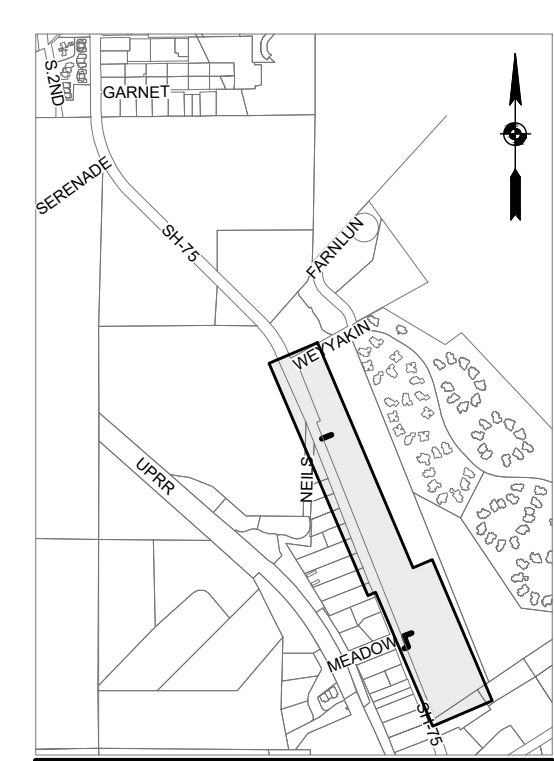 S. 2ND
GARNET
SERENADE
SH-75
FARNLUN
WEYYAKIN
NEILS
UPRR
MEADOW
SH-75